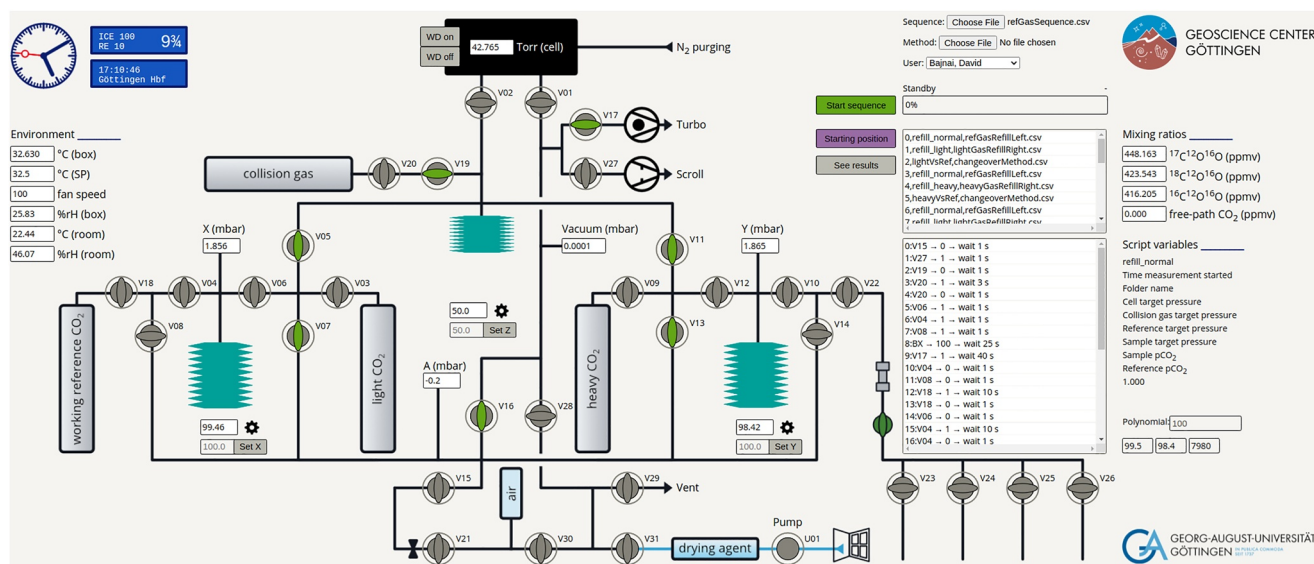 ICE 100
RE 10
9¾
17:10:46
Göttingen Hbf
WD on
WD off
42.765 Torr (cell)
N2 purging
V02
V01
V17
Turbo
V27
Scroll
collision gas
V20
V19
Sequence: Choose File refGasSequence.csv
Method: Choose File No file chosen
User: Bajnai, David
GEOSCIENCE CENTER
GÖTTINGEN
Standby
-
Start sequence
0%
Starting position
See results
0,refill_normal,refGasRefillLeft.csv
1,refill_light,lightGasRefillRight.csv
2,lightVsRef,changeoverMethod.csv
3,refill_normal,refGasRefillLeft.csv
4,refill_heavy,heavyGasRefillRight.csv
5,heavyVsRef,changeoverMethod.csv
6,refill_normal,refGasRefillLeft.csv
7,refill_light,lightGasRefillRight.csv
Mixing ratios
448.163 17C12O16O (ppmv)
423.543 18C12O16O (ppmv)
416.205 16C12O16O (ppmv)
0.000 free-path CO2 (ppmv)
Environment
32.630 °C (box)
32.5 °C (SP)
100 fan speed
25.83 %rH (box)
22.44 °C (room)
46.07 %rH (room)
X (mbar)
1.856
V05
Vacuum (mbar)
0.0001
V11
Y (mbar)
1.865
V18
V04
V06
V03
V09
V12
V10
V22
V08
V07
V13
V14
working reference CO2
light CO2
heavy CO2
50.0
50.0 Set Z
A (mbar)
-0.2
V16
V28
99.46
100.0 Set X
98.42
100.0 Set Y
0:V15 → 0 → wait 1 s
1:V27 → 1 → wait 1 s
2:V19 → 0 → wait 1 s
3:V20 → 1 → wait 3 s
4:V20 → 0 → wait 1 s
5:V06 → 1 → wait 1 s
6:V04 → 1 → wait 1 s
7:V08 → 1 → wait 1 s
8:BX → 100 → wait 25 s
9:V17 → 1 → wait 40 s
10:V04 → 0 → wait 1 s
11:V08 → 0 → wait 1 s
12:V18 → 1 → wait 10 s
13:V18 → 0 → wait 1 s
14:V06 → 0 → wait 1 s
15:V04 → 1 → wait 10 s
16:V04 → 0 → wait 1 s
Script variables
refill_normal
Time measurement started
Folder name
Cell target pressure
Collision gas target pressure
Reference target pressure
Sample target pressure
Sample pCO2
Reference pCO2
1.000
Polynomial: 100
99.5 98.4 7980
V15
air
V29
Vent
V23
V24
V25
V26
V21
V30
V31
drying agent
Pump
U01
GEORG-AUGUST-UNIVERSITÄT
GÖTTINGEN IN PUBLICA COMMODA
SEIT 1737